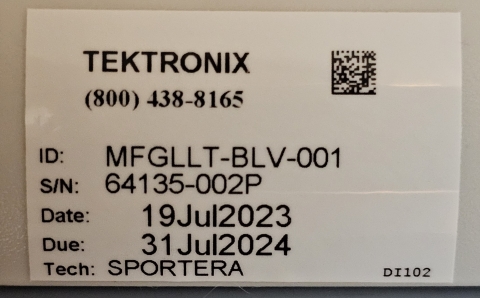 TEKTRONIX
(800) 438-8165
ID: MFGLLT-BLV-001
S/N: 64135-002P
Date: 19Jul2023
Due: 31Jul2024
Tech: SPORTERA
DI102